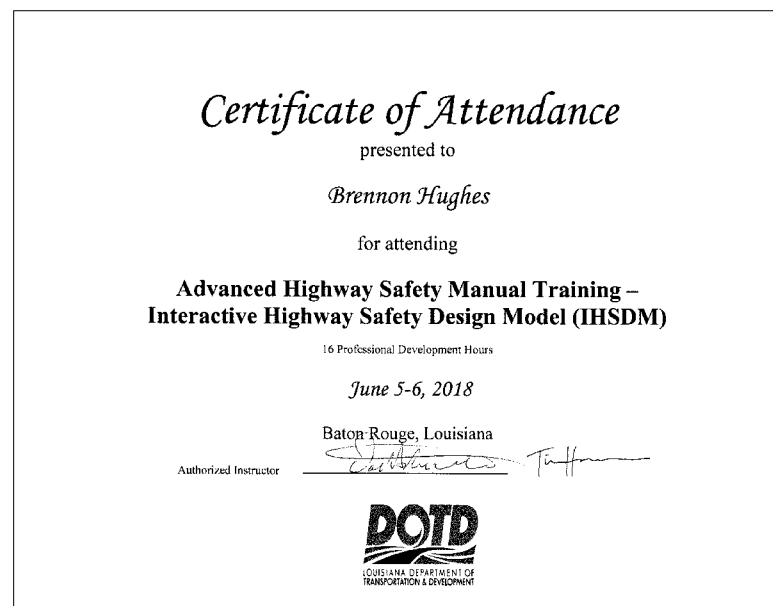 Certificate of Attendance
presented to
Brennon Hughes
for attending
Advanced Highway Safety Manual Training –
Interactive Highway Safety Design Model (IHSDM)
16 Professional Development Hours
June 5-6, 2018
Baton Rouge, Louisiana
Authorized Instructor
DOTD
LOUISIANA DEPARTMENT OF
TRANSPORTATION & DEVELOPMENT